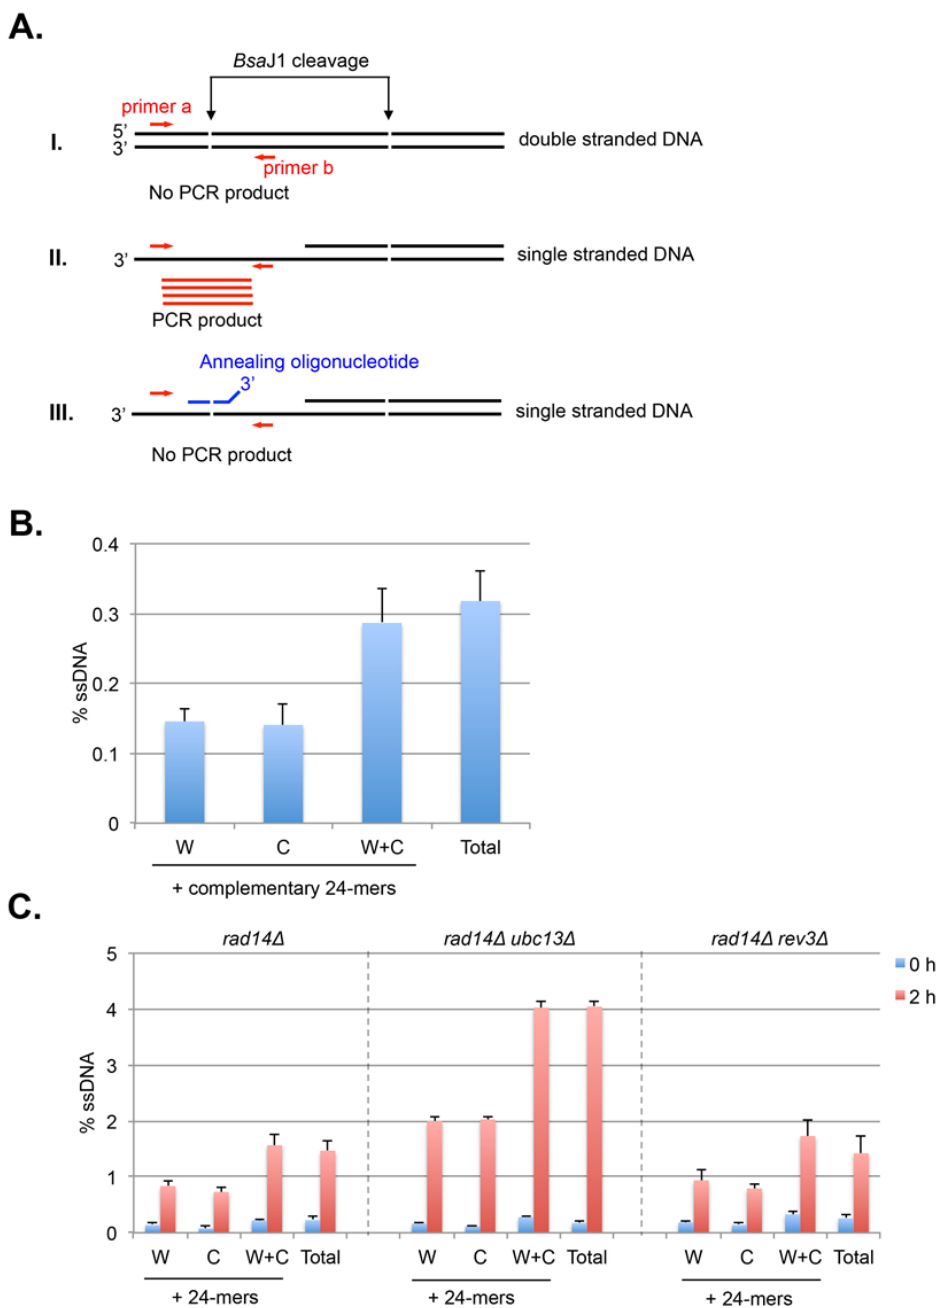 A.
BsaJ1 cleavage
primer a
I.
5’
3’
double stranded DNA
primer b
No PCR product
II.
3’
single stranded DNA
PCR product
Annealing oligonucleotide
3’
III.
3’
single stranded DNA
No PCR product
B.
0.4
0.3
0.2
0.1
0
% ssDNA
W C W+C Total
+ complementary 24-mers
C.
rad14Δ rad14Δ ubc13Δ rad14Δ rev3Δ
5
4
3
2
1
0
% ssDNA
0 h
2 h
W C W+C Total W C W+C Total W C W+C Total
+ 24-mers + 24-mers + 24-mers